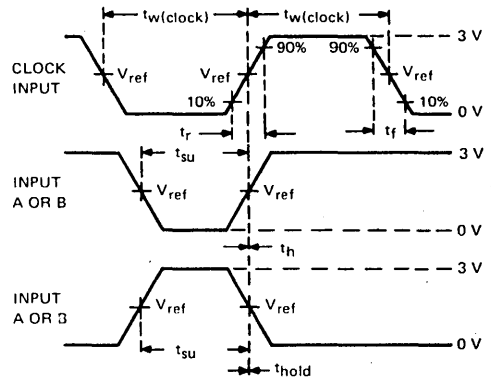 tw(clock) tw(clock)
90% 90% 3 V
CLOCK
INPUT
Vref Vref Vref
10% 10%
0 V
tr tf
tsu 3 V
INPUT
A OR B
Vref Vref
0 V
th
3 V
INPUT
A OR B
Vref Vref
0 V
tsu
thold